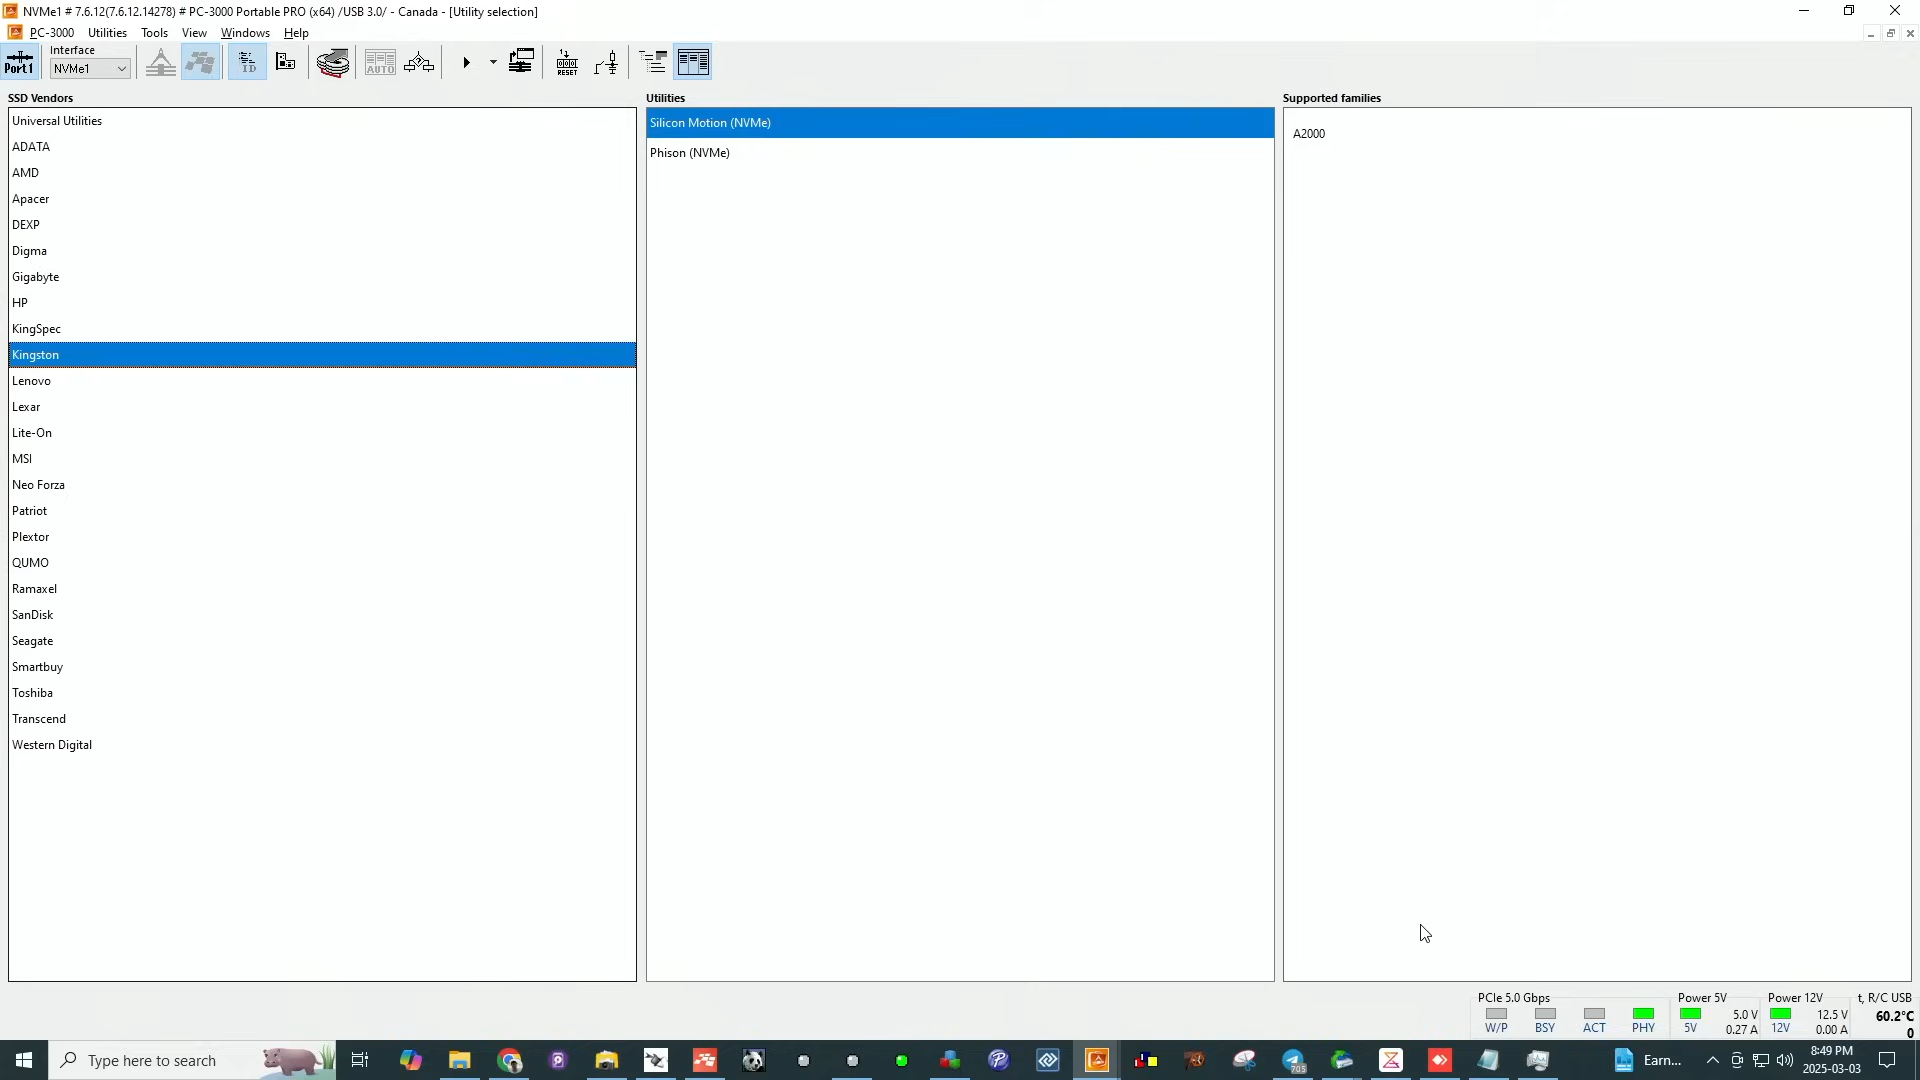 NVMe1 # 7.6.12(7.6.12.14278) # PC-3000 Portable PRO (x64) /USB 3.0/ - Canada - [Utility selection]
PC-3000 Utilities Tools View Windows Help
Port1
Interface
NVMe1
ID
AUTO
RESET
SSD Vendors
Universal Utilities
ADATA
AMD
Apacer
DEXP
Digma
Gigabyte
HP
KingSpec
Kingston
Lenovo
Lexar
Lite-On
MSI
Neo Forza
Patriot
Plextor
QUMO
Ramaxel
SanDisk
Seagate
Smartbuy
Toshiba
Transcend
Western Digital
Utilities
Silicon Motion (NVMe)
Phison (NVMe)
Supported families
A2000
PCIe 5.0 Gbps
W/P BSY ACT PHY
Power 5V
5.0 V
5V 0.27 A
Power 12V
12.5 V
12V 0.00 A
t, R/C USB
60.2°C
0
Type here to search
705
Earn...
8:49 PM
2025-03-03